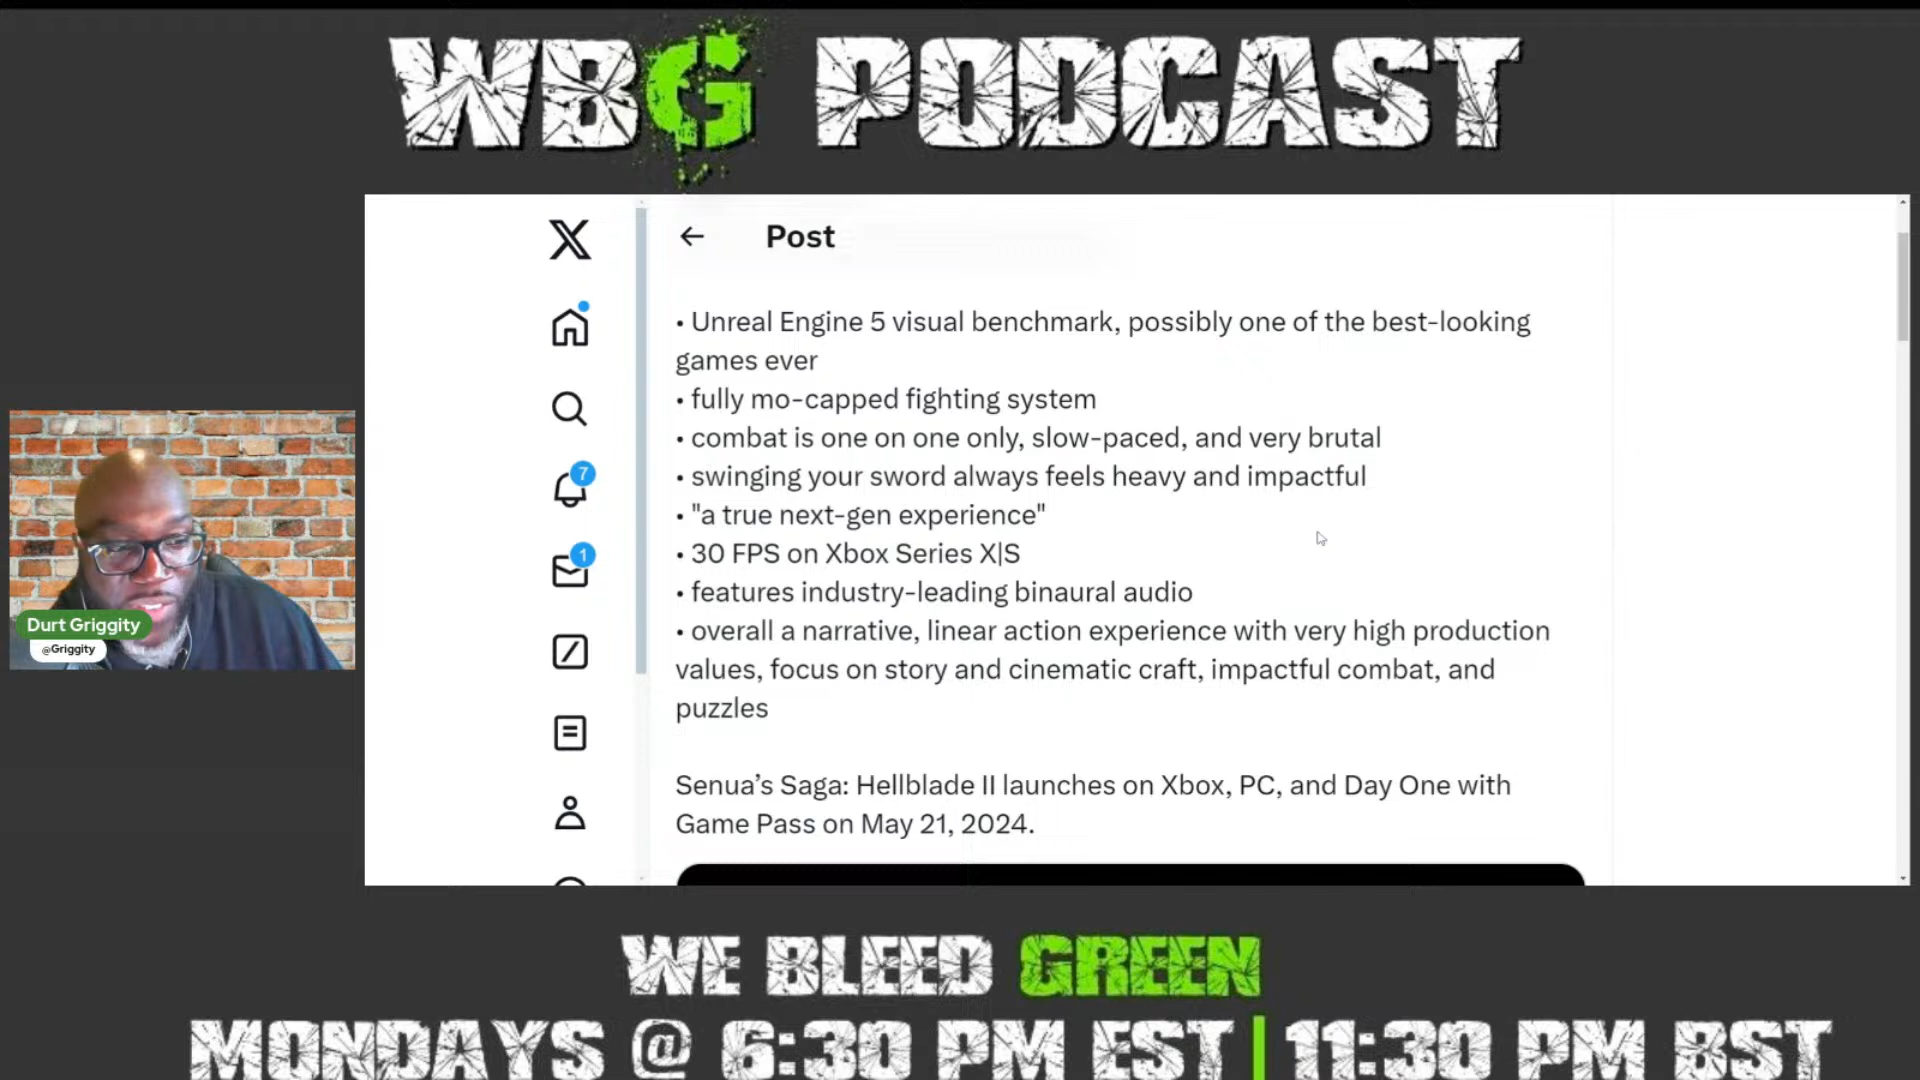 WBG PODCAST
Post
• Unreal Engine 5 visual benchmark, possibly one of the best-looking
games ever
• fully mo-capped fighting system
• combat is one on one only, slow-paced, and very brutal
• swinging your sword always feels heavy and impactful
• "a true next-gen experience"
• 30 FPS on Xbox Series X|S
• features industry-leading binaural audio
• overall a narrative, linear action experience with very high production
values, focus on story and cinematic craft, impactful combat, and
puzzles
Senua’s Saga: Hellblade II launches on Xbox, PC, and Day One with
Game Pass on May 21, 2024.
7
1
Durt Griggity
@Griggity
WE BLEED GREEN
MONDAYS @ 6:30 PM EST|11:30 PM BST